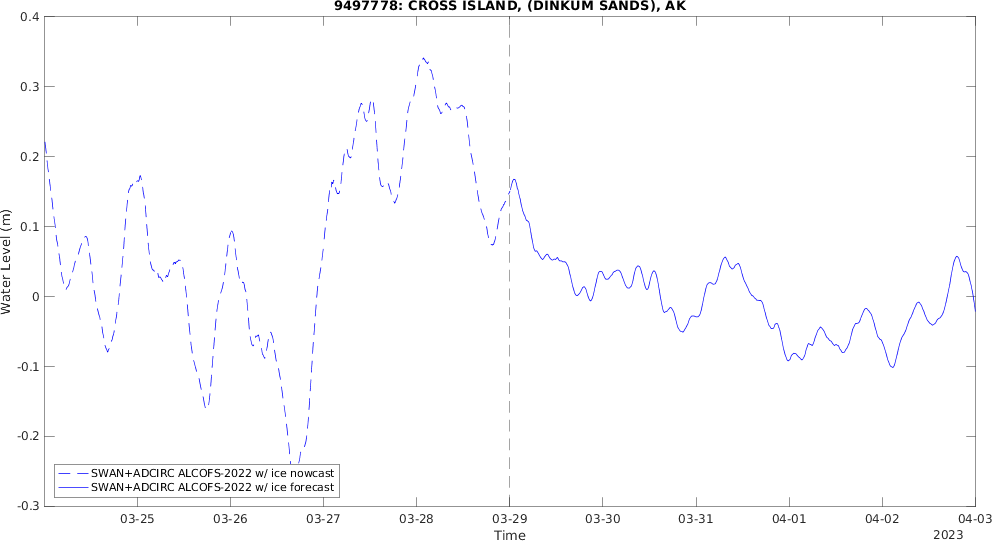 9497778: CROSS ISLAND, (DINKUM SANDS), AK
0.4
0.3
0.2
0.1
0
-0.1
-0.2
-0.3
Water Level (m)
SWAN+ADCIRC ALCOFS-2022 w/ ice nowcast
SWAN+ADCIRC ALCOFS-2022 w/ ice forecast
03-25 03-26 03-27 03-28 03-29 03-30 03-31 04-01 04-02 04-03
Time
2023